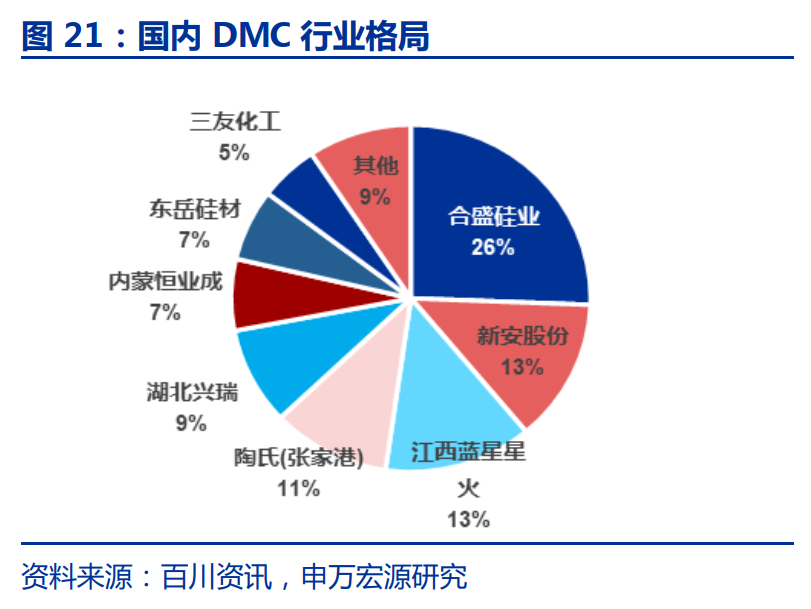 图 21：国内 DMC 行业格局
三友化工
5%
其他
9%
合盛硅业
26%
东岳硅材
7%
内蒙恒业成
7%
新安股份
13%
湖北兴瑞
9%
陶氏(张家港)
11%
江西蓝星星
火
13%
资料来源：百川资讯，申万宏源研究